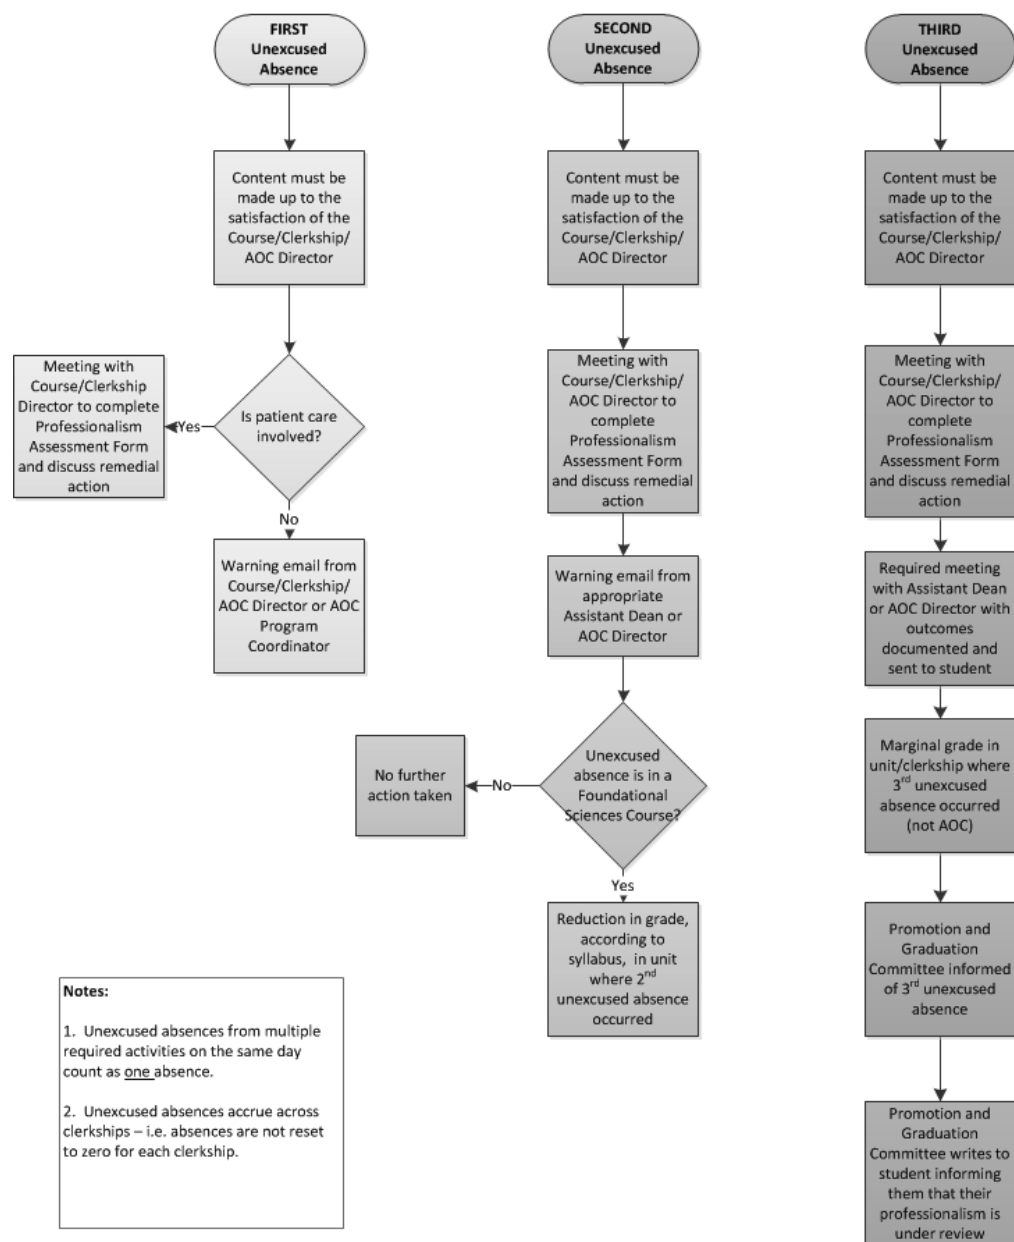 FIRST
Unexcused
Absence
Content must be
made up to the
satisfaction of the
Course/Clerkship/
AOC Director
Is patient care
involved?
Yes
Meeting with
Course/Clerkship
Director to complete
Professionalism
Assessment Form
and discuss remedial
action
No
Warning email from
Course/Clerkship/
AOC Director or AOC
Program
Coordinator
SECOND
Unexcused
Absence
Content must be
made up to the
satisfaction of the
Course/Clerkship/
AOC Director
Meeting with
Course/Clerkship/
AOC Director to
complete
Professionalism
Assessment Form
and discuss remedial
action
Warning email from
appropriate
Assistant Dean or
AOC Director
Unexcused
absence is in a
Foundational
Sciences Course?
No
No further
action taken
Yes
Reduction in grade,
according to
syllabus, in unit
where 2nd
unexcused absence
occurred
THIRD
Unexcused
Absence
Content must be
made up to the
satisfaction of the
Course/Clerkship/
AOC Director
Meeting with
Course/Clerkship/
AOC Director to
complete
Professionalism
Assessment Form
and discuss remedial
action
Required meeting
with Assistant Dean
or AOC Director with
outcomes
documented and
sent to student
Marginal grade in
unit/clerkship where
3rd unexcused
absence occurred
(not AOC)
Promotion and
Graduation
Committee informed
of 3rd unexcused
absence
Promotion and
Graduation
Committee writes to
student informing
them that their
professionalism is
under review
Notes:
1. Unexcused absences from multiple
required activities on the same day
count as one absence.
2. Unexcused absences accrue across
clerkships – i.e. absences are not reset
to zero for each clerkship.